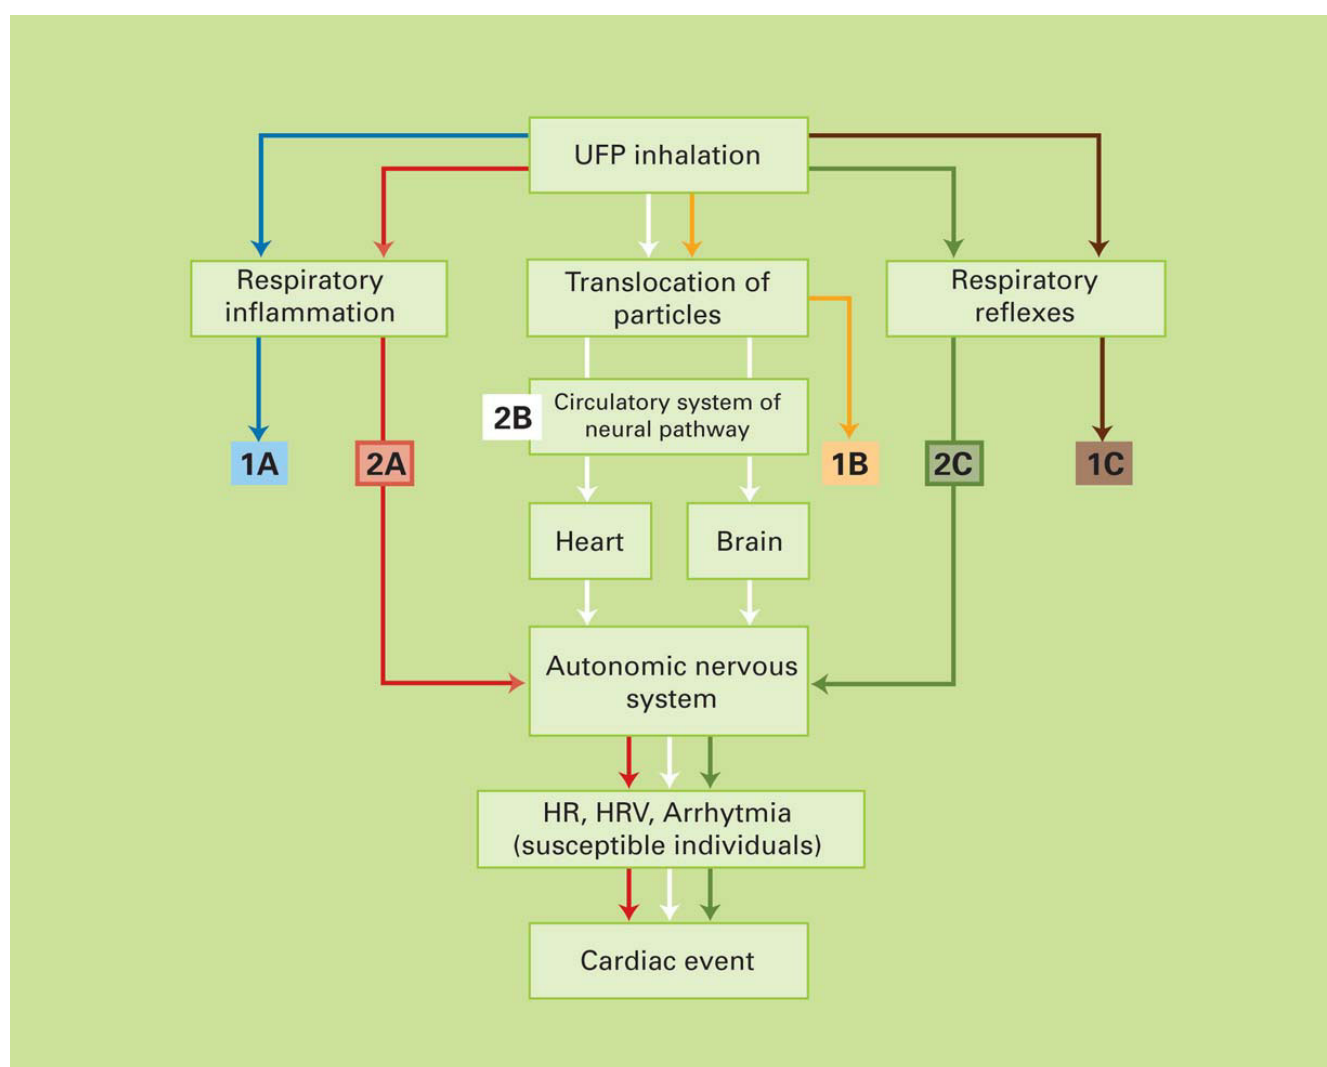 UFP inhalation
Respiratory
inflammation
Translocation of
particles
Respiratory
reflexes
2B
Circulatory system of
neural pathway
1A
2A
1B
2C
1C
Heart
Brain
Autonomic nervous
system
HR, HRV, Arrhytmia
(susceptible individuals)
Cardiac event